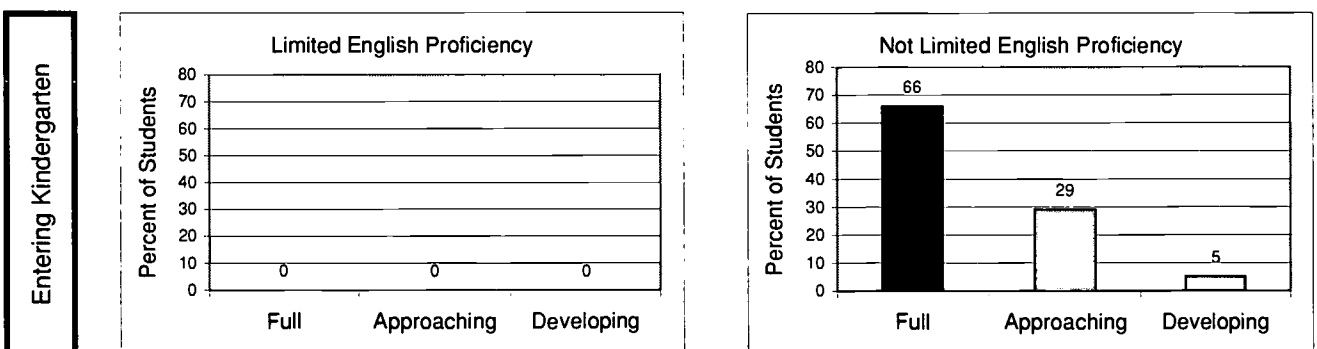 Entering Kindergarten
Limited English Proficiency
Percent of Students
80
70
60
50
40
30
20
10
0
0 0 0
Full Approaching Developing
Not Limited English Proficiency
Percent of Students
80
70
60
50
40
30
20
10
0
66
29
5
Full Approaching Developing